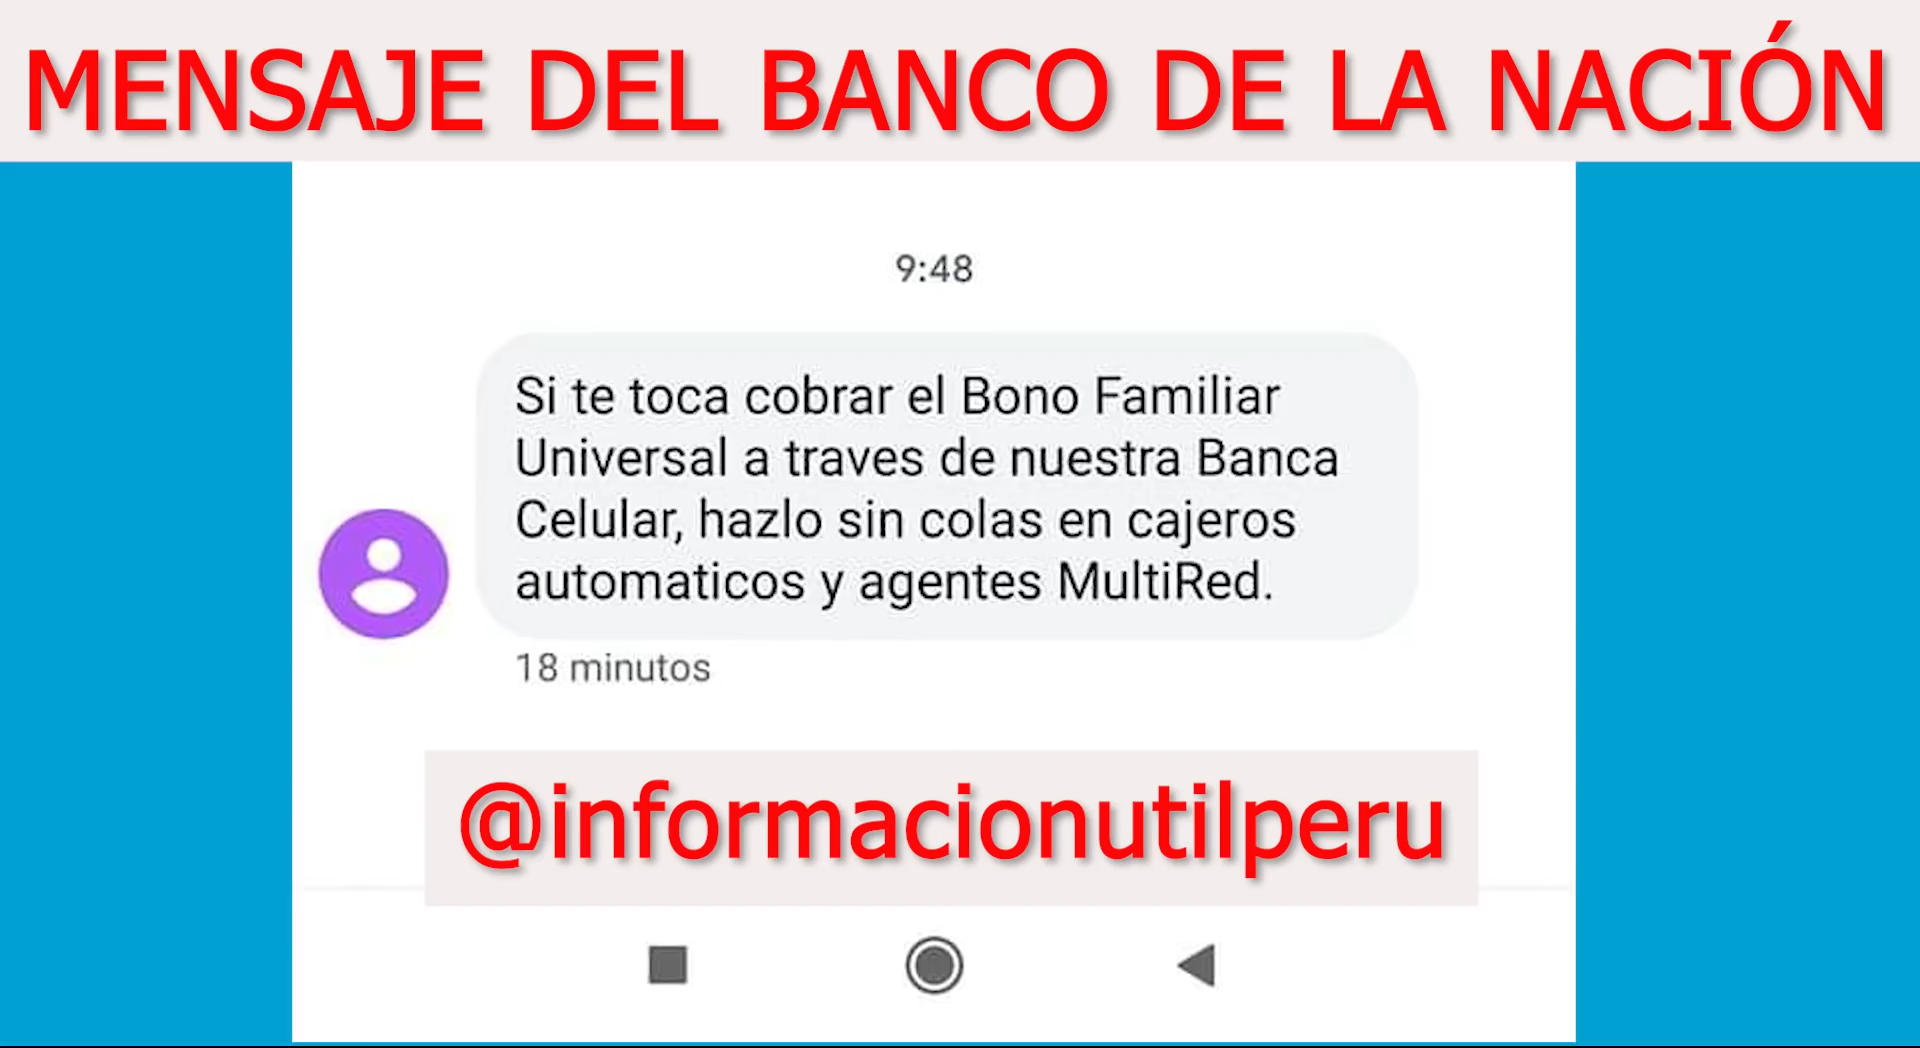 MENSAJE DEL BANCO DE LA NACIÓN
9:48
Si te toca cobrar el Bono Familiar
Universal a traves de nuestra Banca
Celular, hazlo sin colas en cajeros
automaticos y agentes MultiRed.
18 minutos
@informacionutilperu